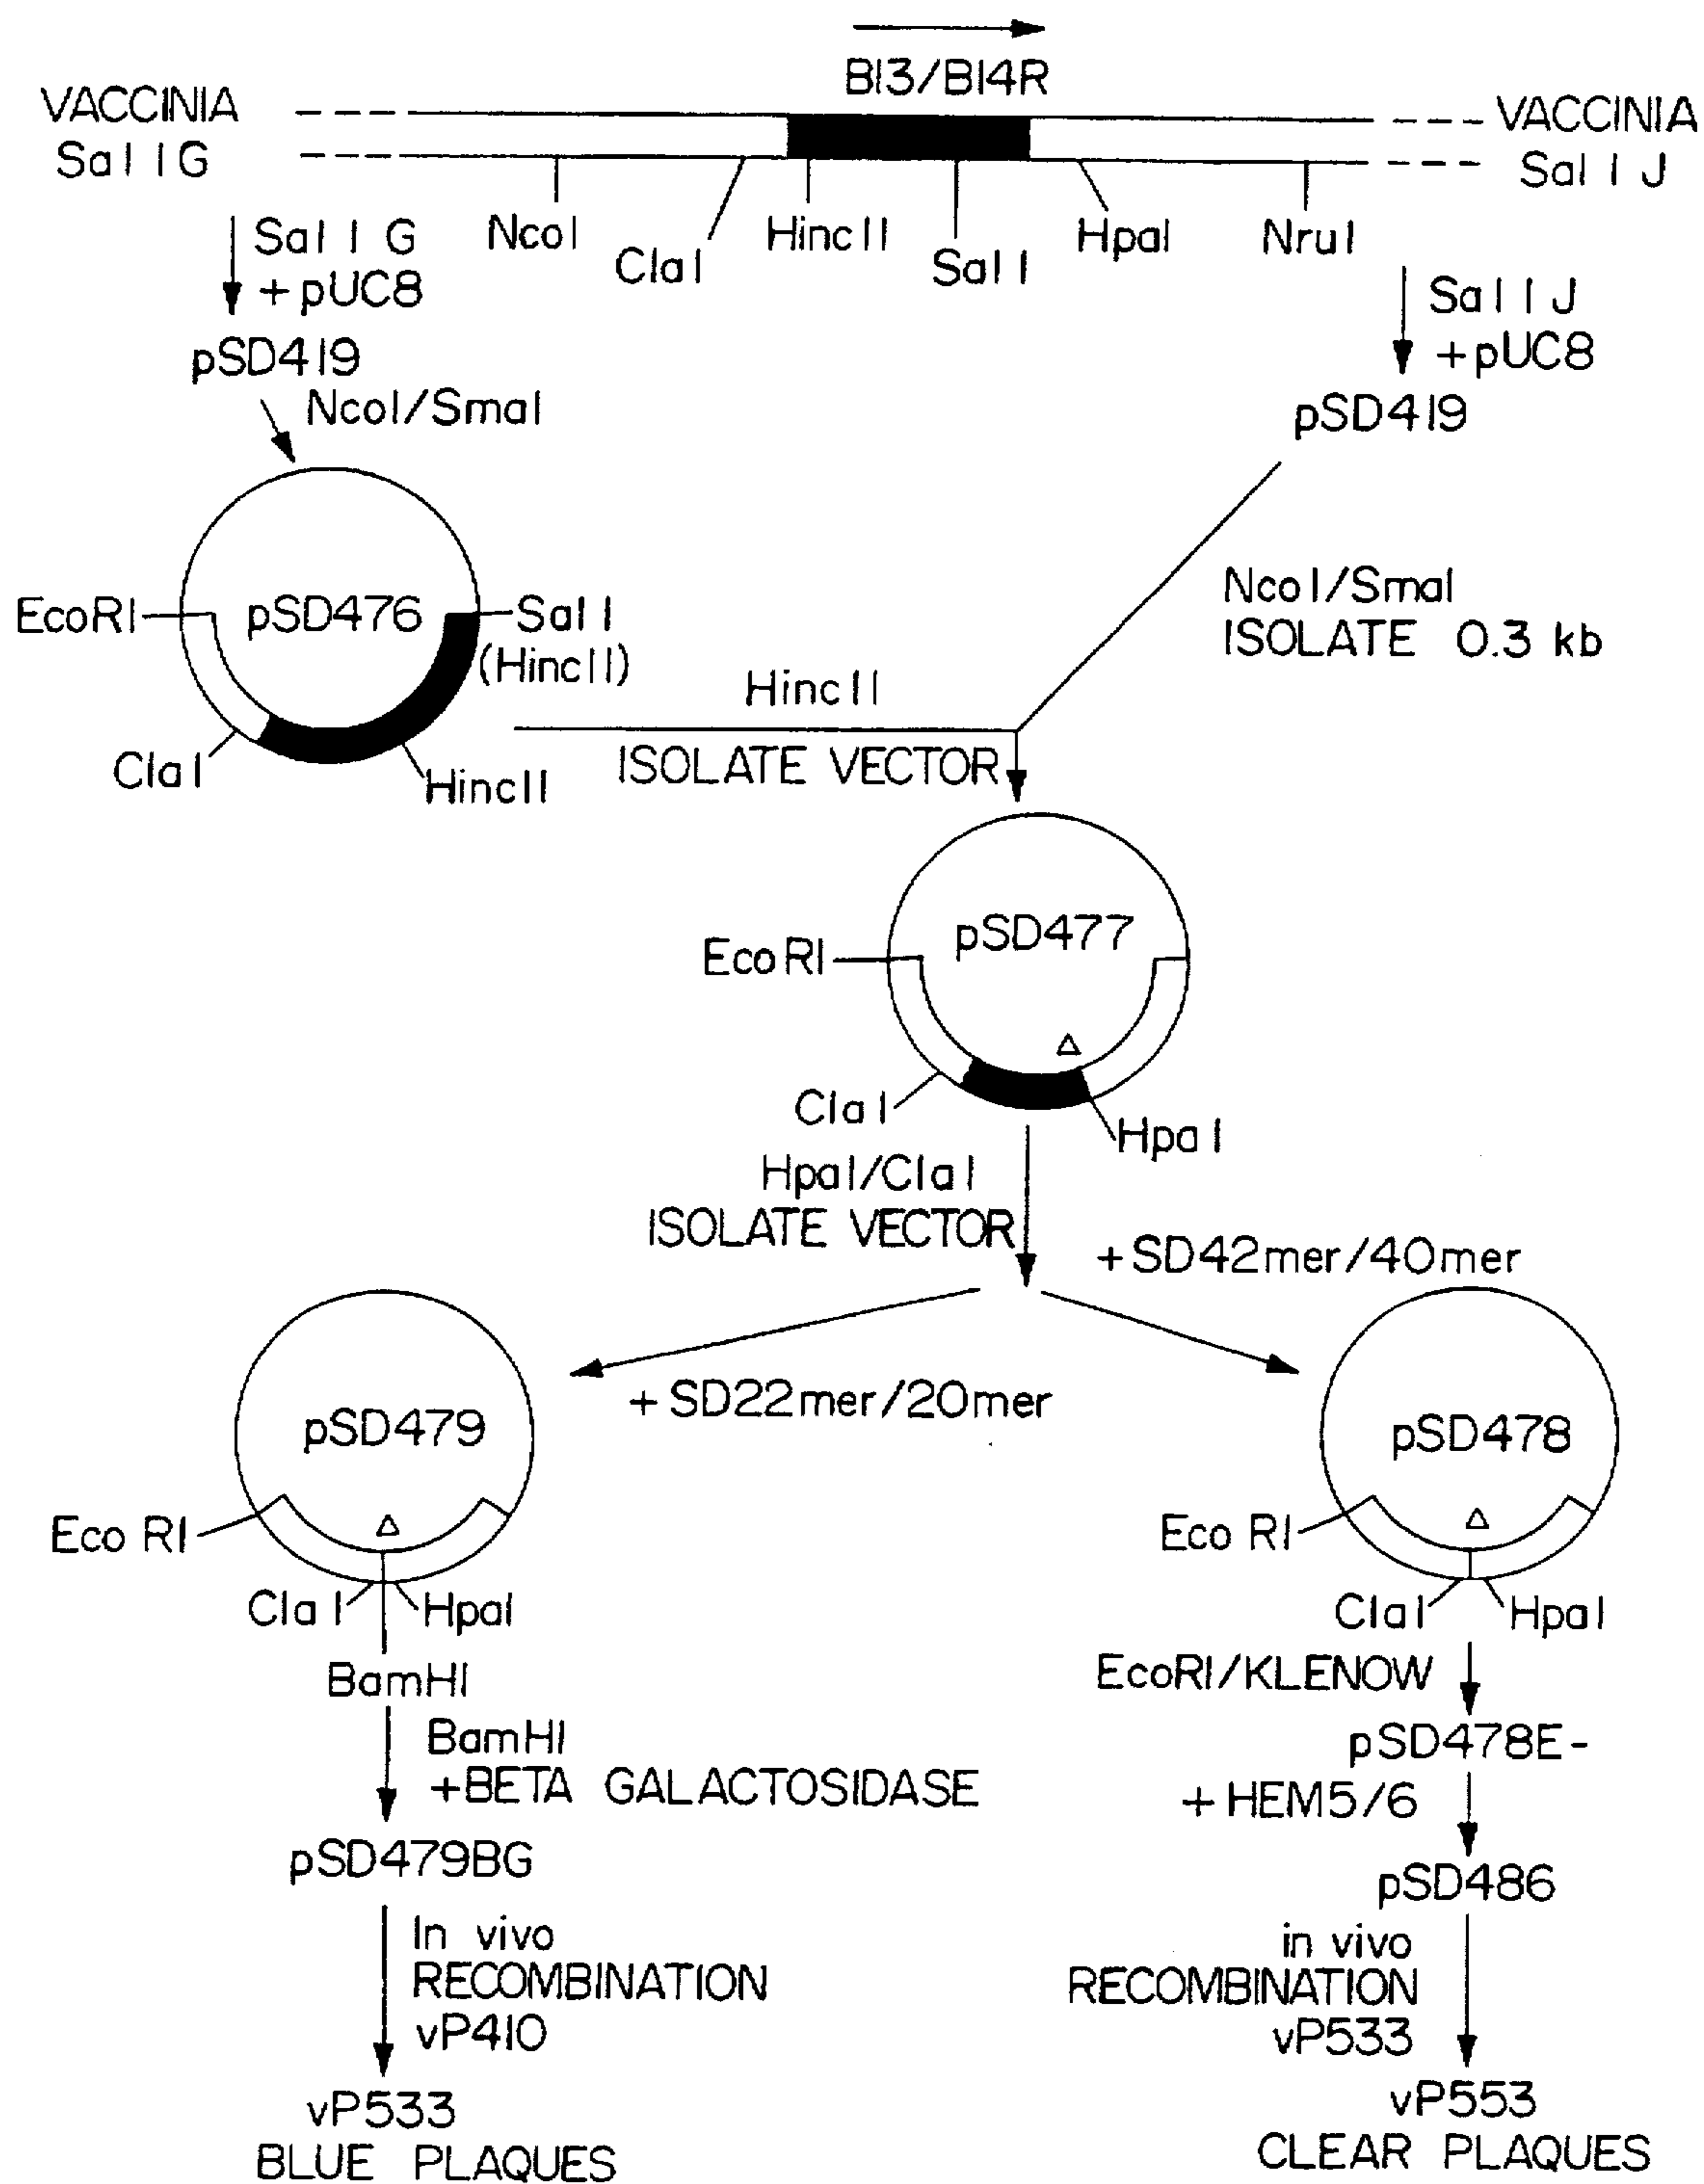 B13/B14R
VACCINIA
Sal I G
VACCINIA
Sal I J
NcoI
ClaI
HincII
Sal I
HpaI
NruI
Sal I G
+pUC8
pSD419
NcoI/SmaI
Sal I J
+pUC8
pSD419
EcoRI
pSD476
Sal I
(HincII)
ClaI
HincII
NcoI/SmaI
ISOLATE 0.3 kb
HincII
ISOLATE VECTOR
EcoRI
pSD477
Δ
ClaI
HpaI
HpaI/ClaI
ISOLATE VECTOR
+SD42mer/40mer
+SD22mer/20mer
pSD479
Eco RI
Δ
Cla I
HpaI
BamHI
BamHI
+BETA GALACTOSIDASE
pSD479BG
In vivo
RECOMBINATION
vP410
vP533
BLUE PLAQUES
pSD478
Eco RI
Δ
ClaI
HpaI
EcoRI/KLENOW
pSD478E-
+HEM5/6
pSD486
in vivo
RECOMBINATION
vP533
vP553
CLEAR PLAQUES